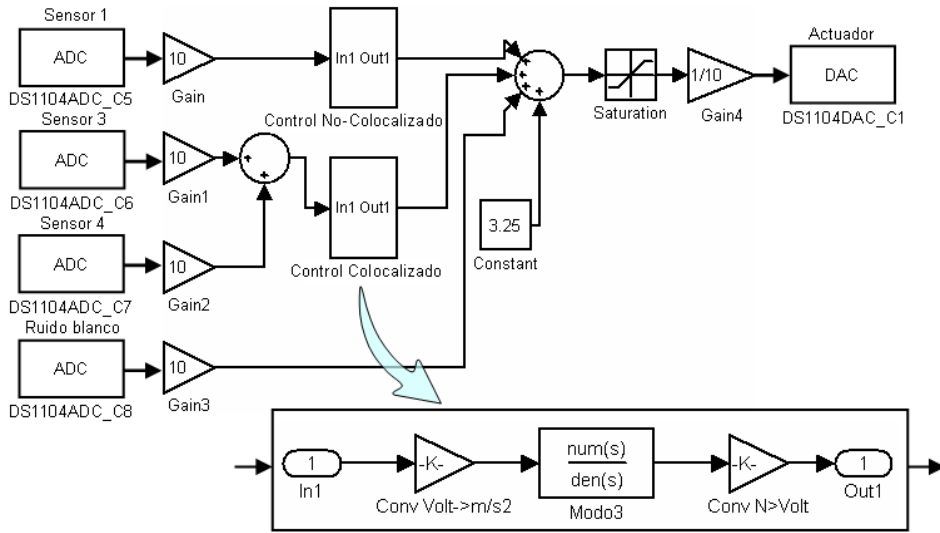 Sensor 1
ADC
DS1104ADC_C5
10
Gain
In1 Out1
Control No-Colocalizado
Saturation
1/10
Gain4
Actuador
DAC
DS1104DAC_C1
Sensor 3
ADC
DS1104ADC_C6
10
Gain1
In1 Out1
Control Colocalizado
3.25
Constant
Sensor 4
ADC
DS1104ADC_C7
10
Gain2
Ruido blanco
ADC
DS1104ADC_C8
10
Gain3
1
In1
-K-
Conv Volt->m/s2
num(s)
den(s)
Modo3
-K-
Conv N>Volt
1
Out1